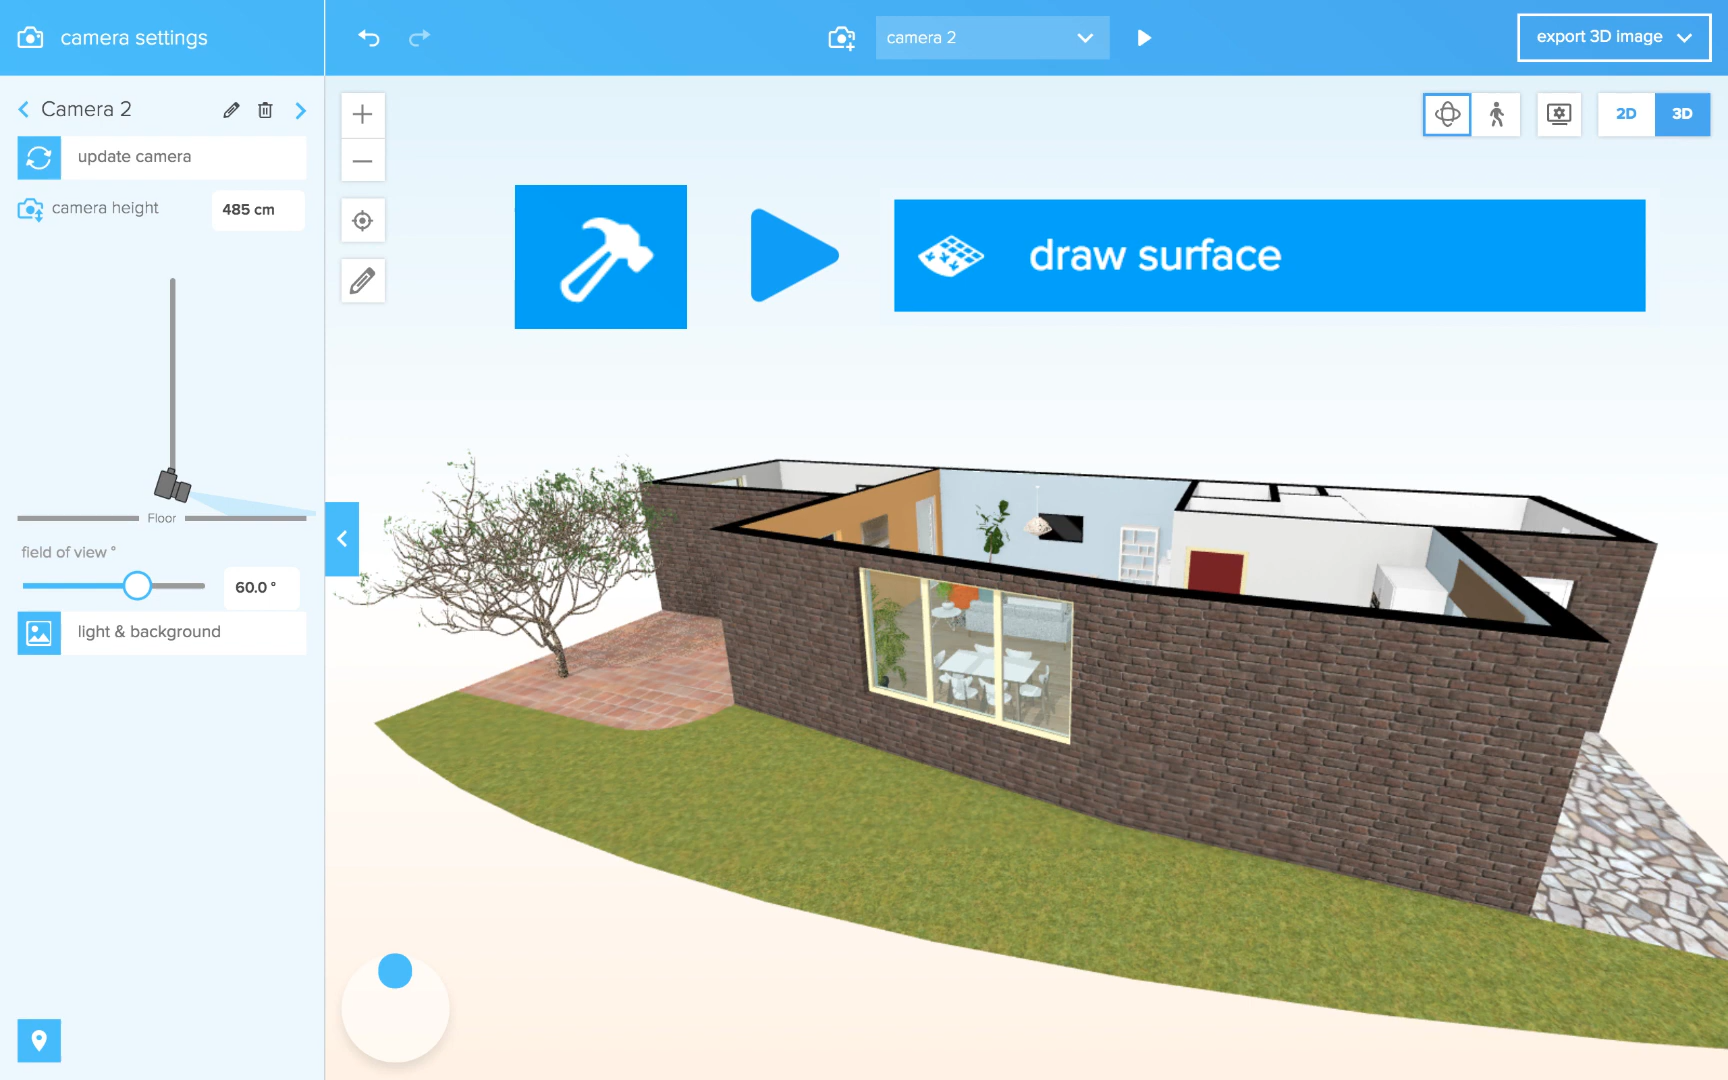 camera settings
camera 2
export 3D image
Camera 2
update camera
camera height
485 cm
Floor
field of view °
60.0 °
light & background
2D
3D
draw surface